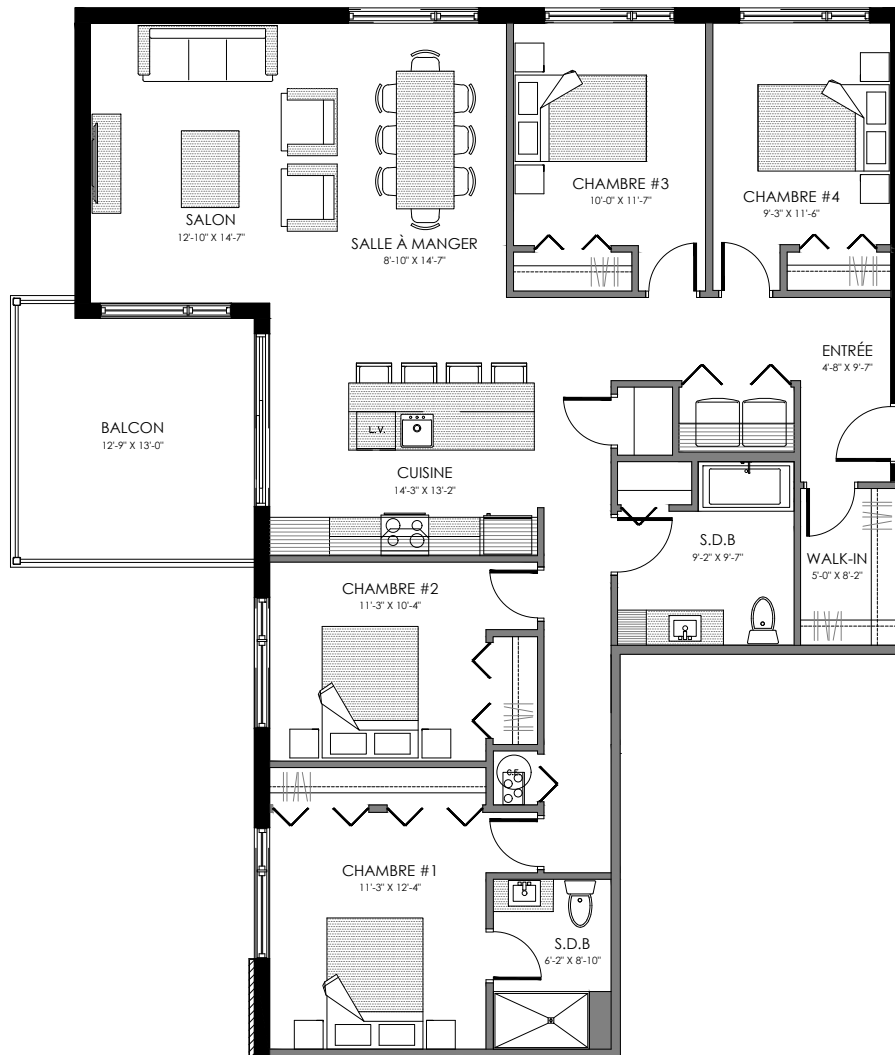 CHAMBRE #3
10'-0" X 11'-7"
CHAMBRE #4
9'-3" X 11'-6"
SALON
12'-10" X 14'-7"
SALLE À MANGER
8'-10" X 14'-7"
ENTRÉE
4'-8" X 9'-7"
BALCON
12'-9" X 13'-0"
L.V.
CUISINE
14'-3" X 13'-2"
S.D.B
9'-2" X 9'-7"
WALK-IN
5'-0" X 8'-2"
CHAMBRE #2
11'-3" X 10'-4"
C.E.
CHAMBRE #1
11'-3" X 12'-4"
S.D.B
6'-2" X 8'-10"